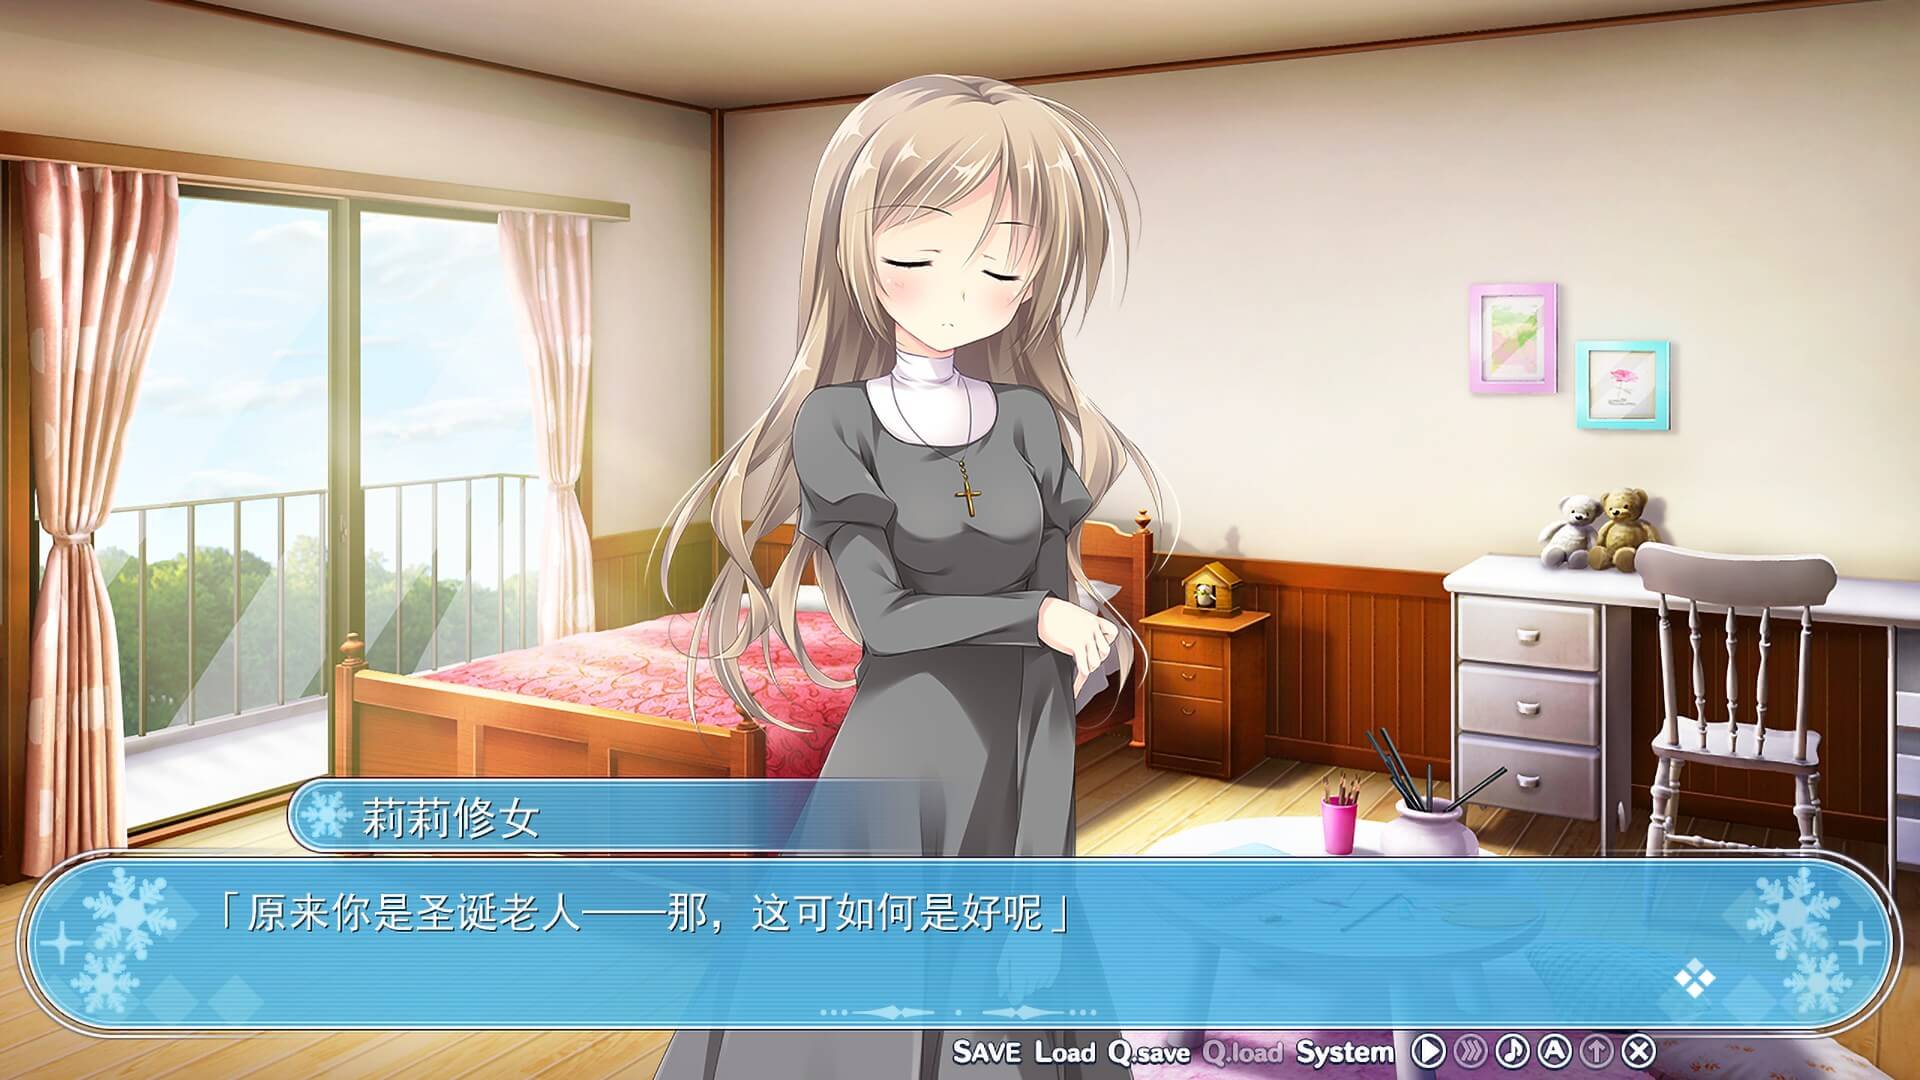 莉莉修女
「原来你是圣诞老人——那，这可如何是好呢」
SAVE Load Q.save Q.load System